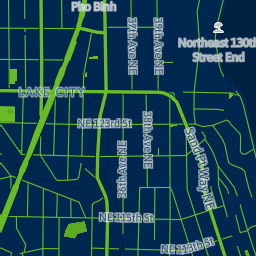 Pho Binh
37th Ave NE
39th Ave NE
Northeast 130th
Street End
LAKE CITY
NE 123rd St
36th Ave NE
38th Ave NE
Sand Pt Way NE
NE 115th St
NE 113th St